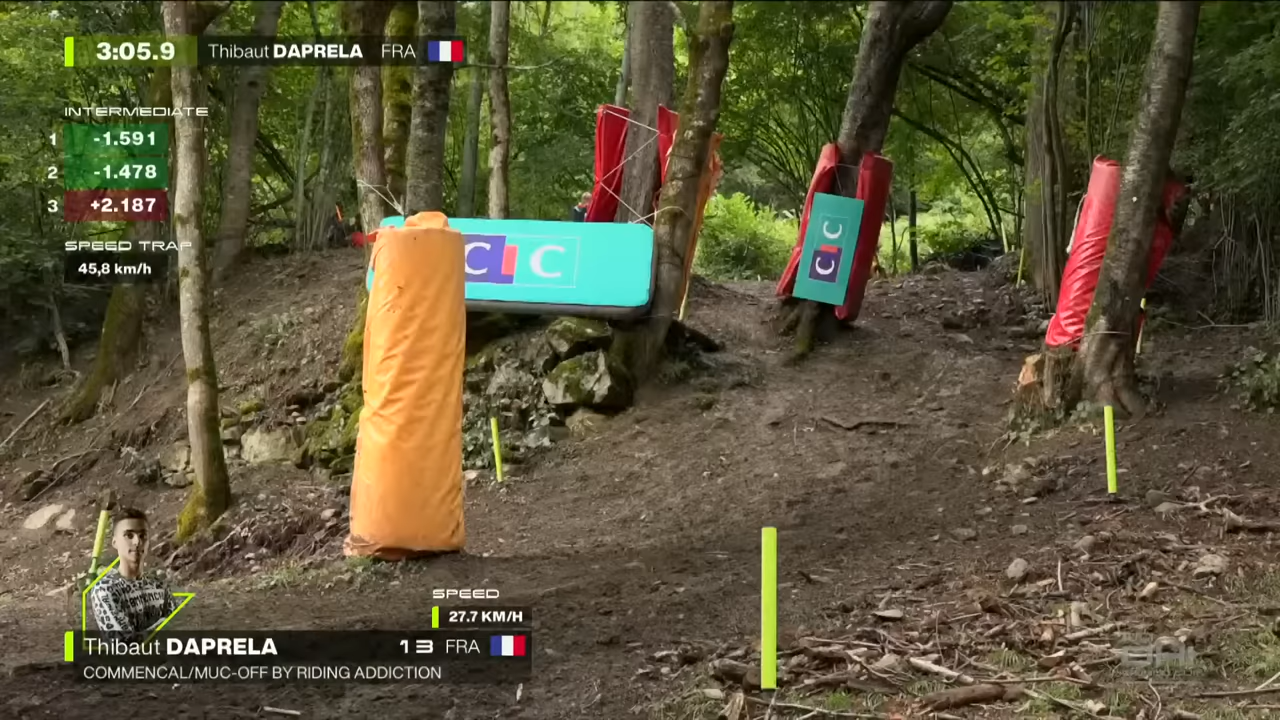 3:05.9 Thibaut DAPRELA FRA
INTERMEDIATE
1 -1.591
2 -1.478
3 +2.187
SPEED TRAP
45,8 km/h
CIC
CIC
SPEED
27.7 KM/H
Thibaut DAPRELA 13 FRA
COMMENCAL/MUC-OFF BY RIDING ADDICTION